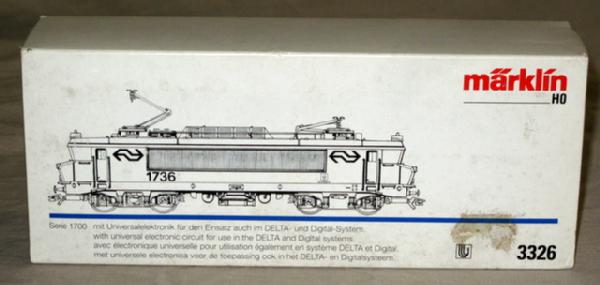 märklin
HO
1736
Serie 1700 mit Universalelektronik für den Einsatz auch im DELTA- und Digital-System.
with universal electronic circuit for use in the DELTA and Digital systems.
avec électronique universelle pour utilisation également en système DELTA et Digital.
met universele electronica voor de toepassing ook in het DELTA- en Digitalsysteem.
3326